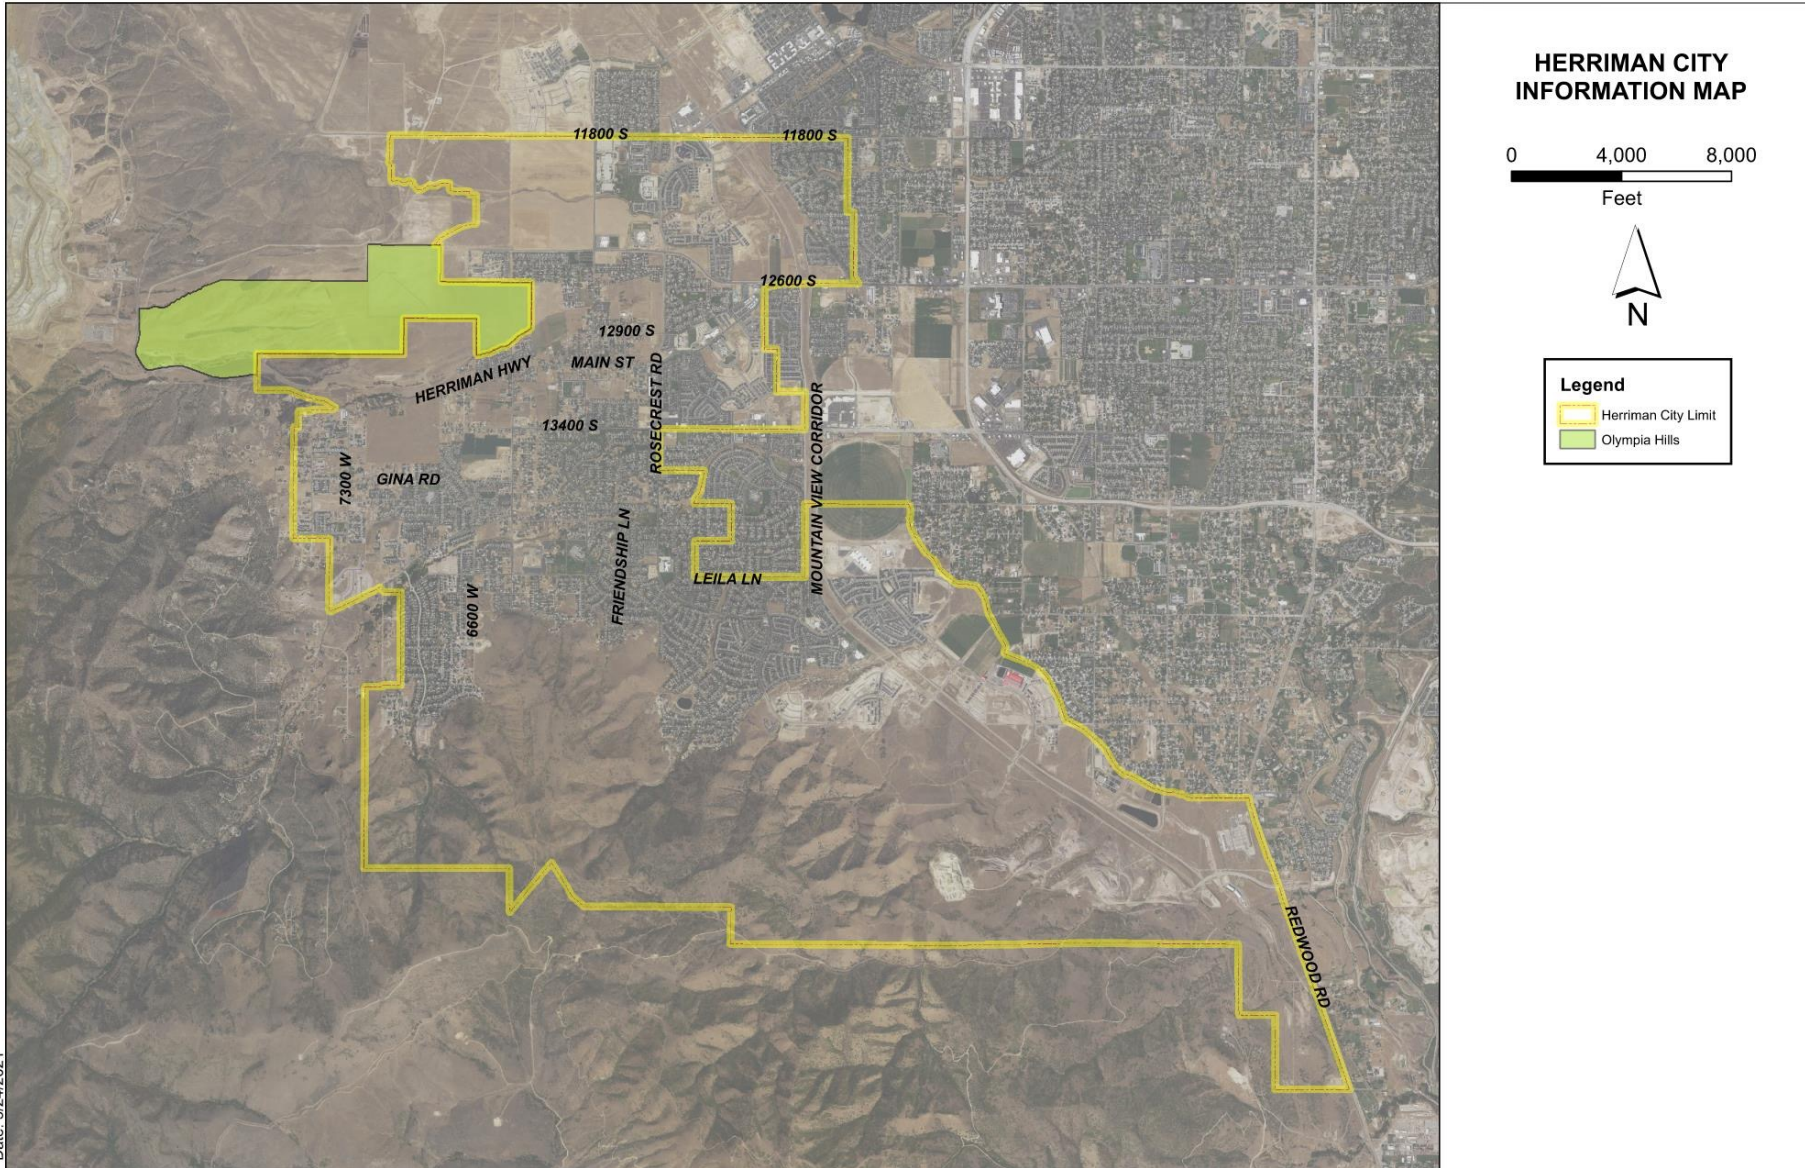 HERRIMAN CITY
INFORMATION MAP
0 4,000 8,000
Feet
N
Legend
Herriman City Limit
Olympia Hills
11800 S 11800 S
12600 S
12900 S
MAIN ST
HERRIMAN HWY
ROSECREST RD
13400 S
MOUNTAIN VIEW CORRIDOR
7300 W
GINA RD
FRIENDSHIP LN
LEILA LN
6600 W
REDWOOD RD